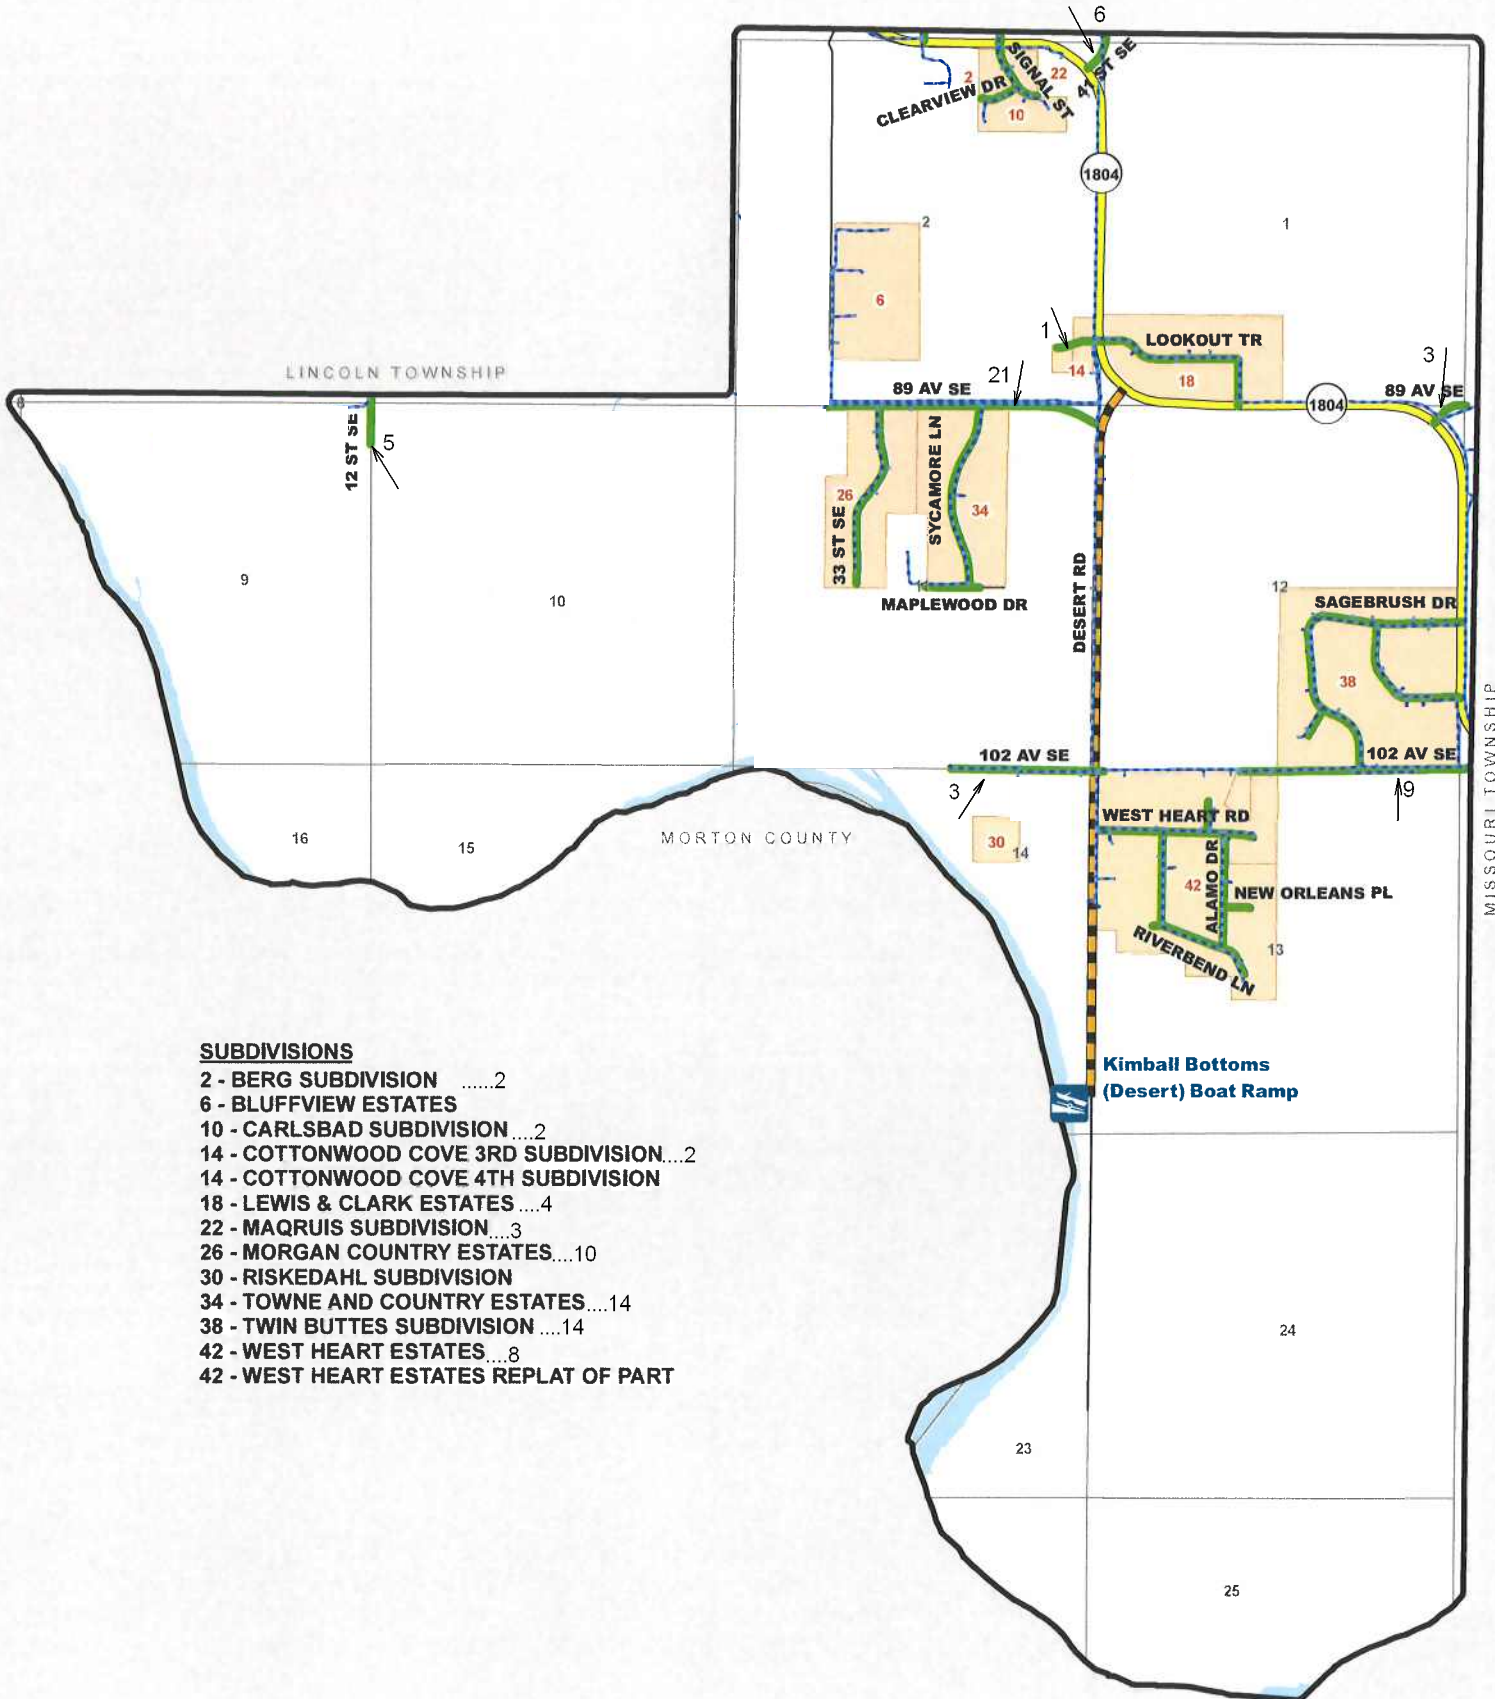 6
SIGNAL ST
41 ST SE
22
2
CLEARVIEW DR
10
1804
2
1
6
1
LOOKOUT TR
3
14
18
LINCOLN TOWNSHIP
21
89 AV SE
89 AV SE
1804
8
12 ST SE
5
SYCAMORE LN
26
34
33 ST SE
DESERT RD
9
10
12
MAPLEWOOD DR
SAGEBRUSH DR
38
MISSOURI TOWNSHIP
102 AV SE
102 AV SE
3
9
WEST HEART RD
16
15
MORTON COUNTY
30
14
ALAMO DR
42
NEW ORLEANS PL
RIVERBEND LN
13
SUBDIVISIONS
2 - BERG SUBDIVISION ......2
6 - BLUFFVIEW ESTATES
10 - CARLSBAD SUBDIVISION ....2
14 - COTTONWOOD COVE 3RD SUBDIVISION....2
14 - COTTONWOOD COVE 4TH SUBDIVISION
18 - LEWIS & CLARK ESTATES ....4
22 - MAQRUIS SUBDIVISION....3
26 - MORGAN COUNTRY ESTATES....10
30 - RISKEDAHL SUBDIVISION
34 - TOWNE AND COUNTRY ESTATES....14
38 - TWIN BUTTES SUBDIVISION ....14
42 - WEST HEART ESTATES....8
42 - WEST HEART ESTATES REPLAT OF PART
Kimball Bottoms
(Desert) Boat Ramp
24
23
25